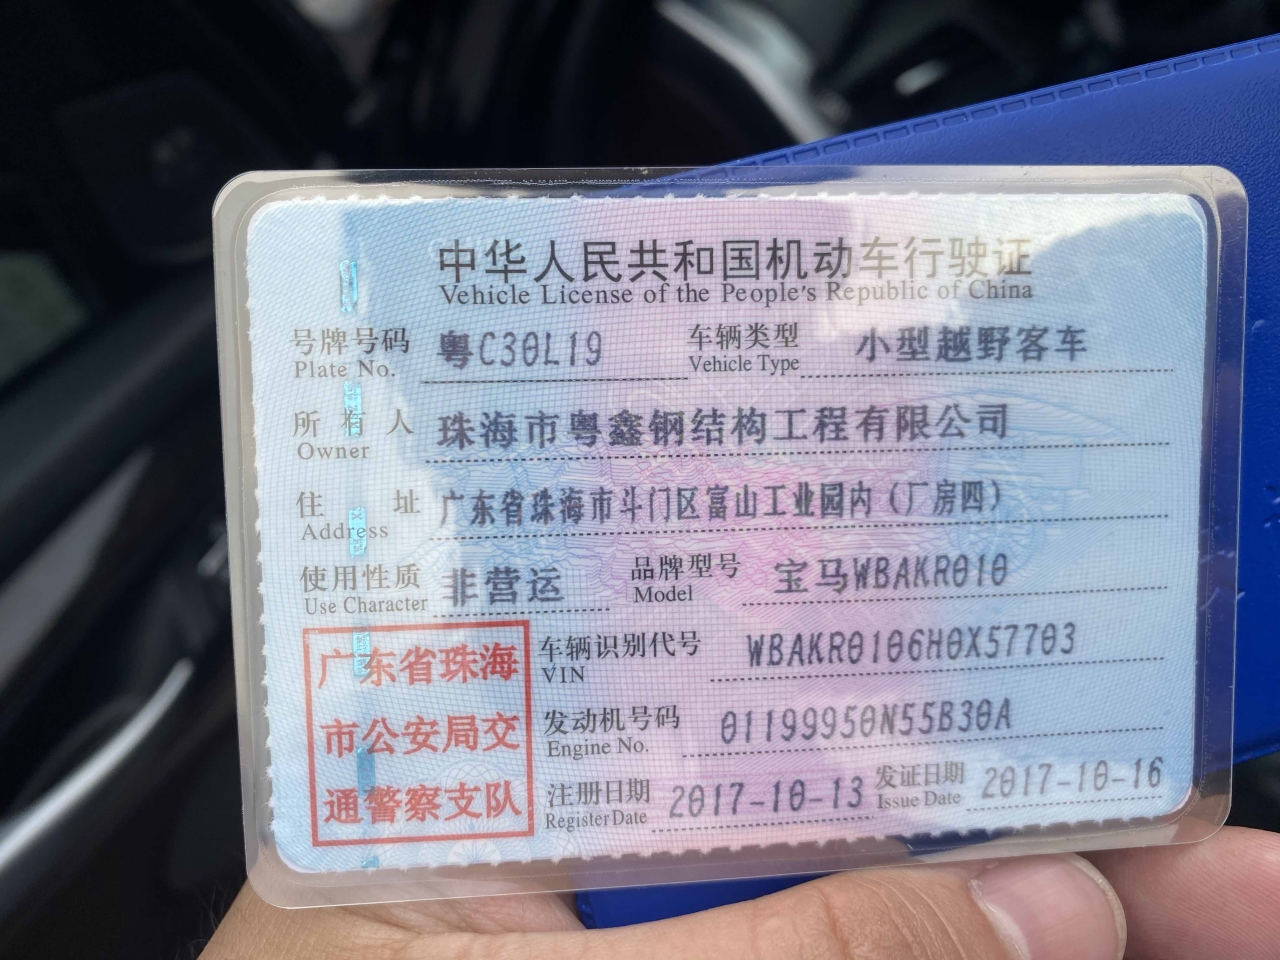 中华人民共和国机动车行驶证
Vehicle License of the People's Republic of China
号牌号码 粤C30L19 车辆类型 小型越野客车
Plate No. Vehicle Type
所有人 珠海市粤鑫钢结构工程有限公司
Owner
住址 广东省珠海市斗门区富山工业园内（厂房四）
Address
使用性质 非营运 品牌型号 宝马WBAKR010
Use Character Model
车辆识别代号 WBAKR0106H0X57703
VIN
发动机号码 01199950N55B30A
Engine No.
注册日期 2017-10-13 发证日期 2017-10-16
Register Date Issue Date
广东省珠海
市公安局交
通警察支队